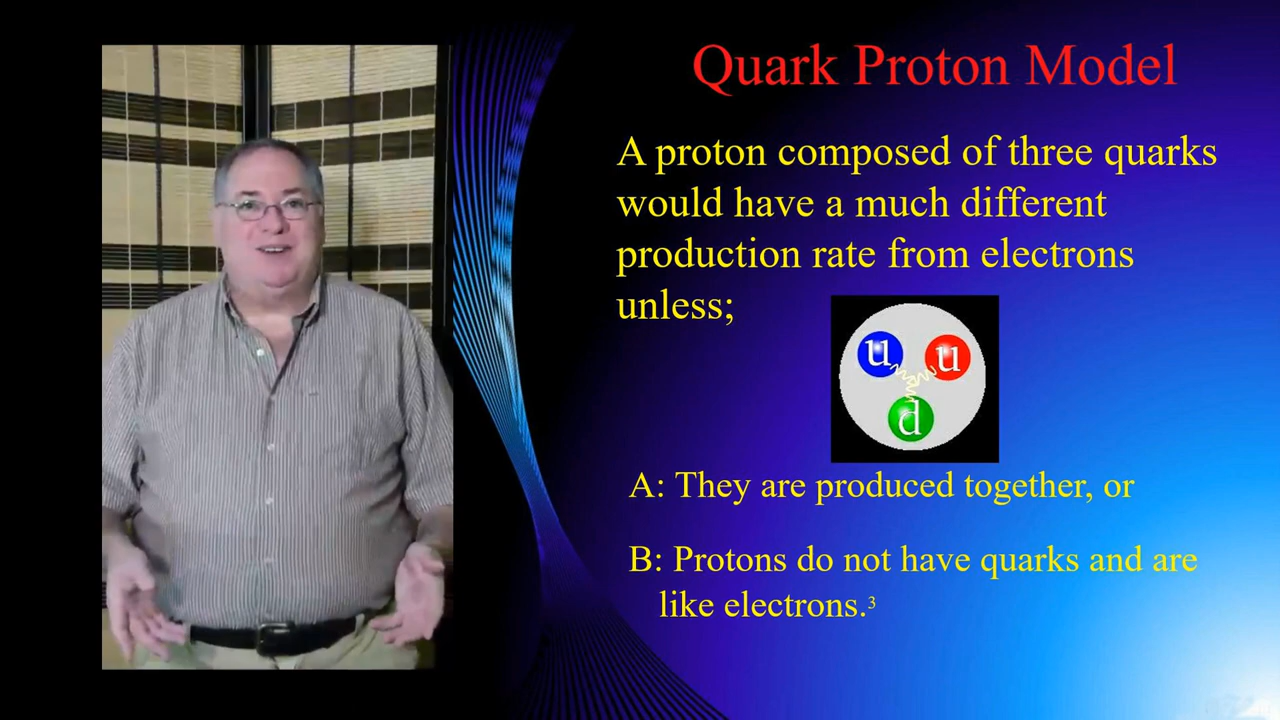 Quark Proton Model
A proton composed of three quarks
would have a much different
production rate from electrons
unless;
u u
d
A: They are produced together, or
B: Protons do not have quarks and are
like electrons.³